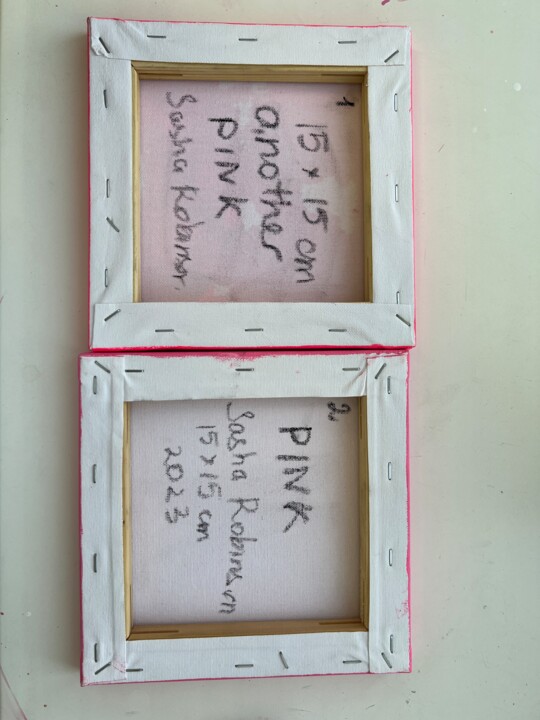 1
15 x 15 cm
another
PINK
Sasha Robinson.
2.
PINK
Sasha Robinson
15 x 15 cm
2023